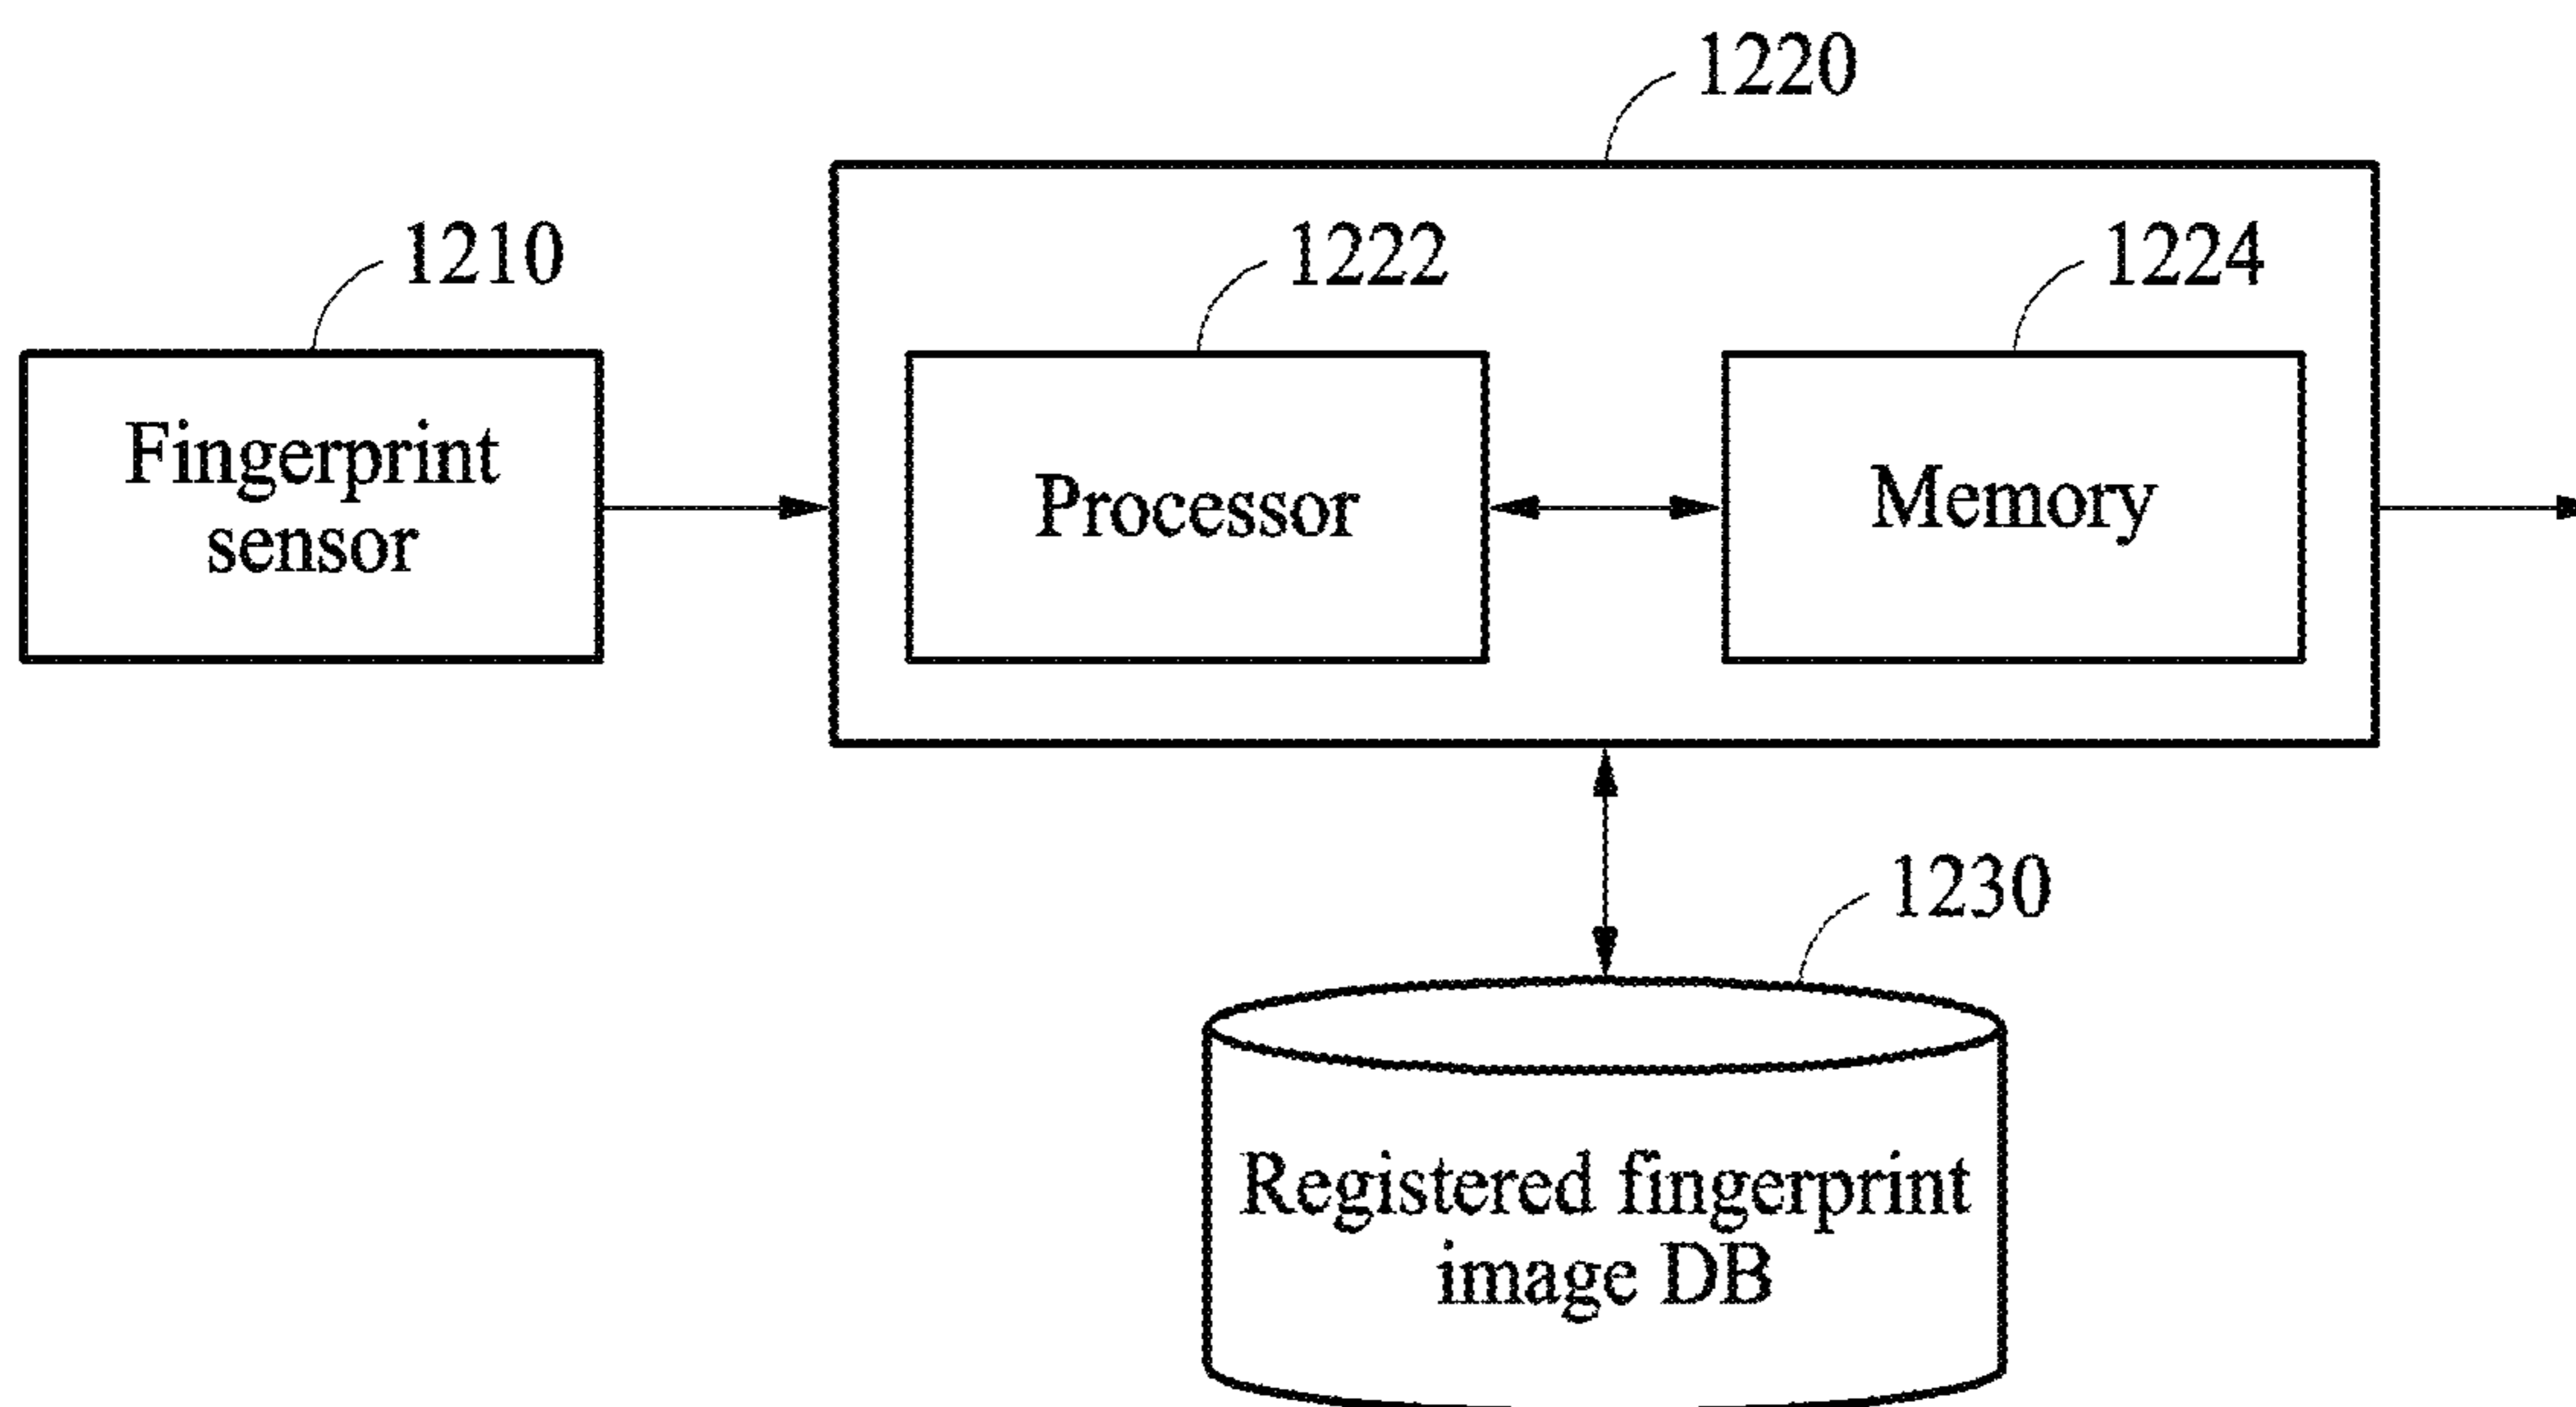 1220
1210
1222
1224
Fingerprint
sensor
Processor
Memory
1230
Registered fingerprint
image DB